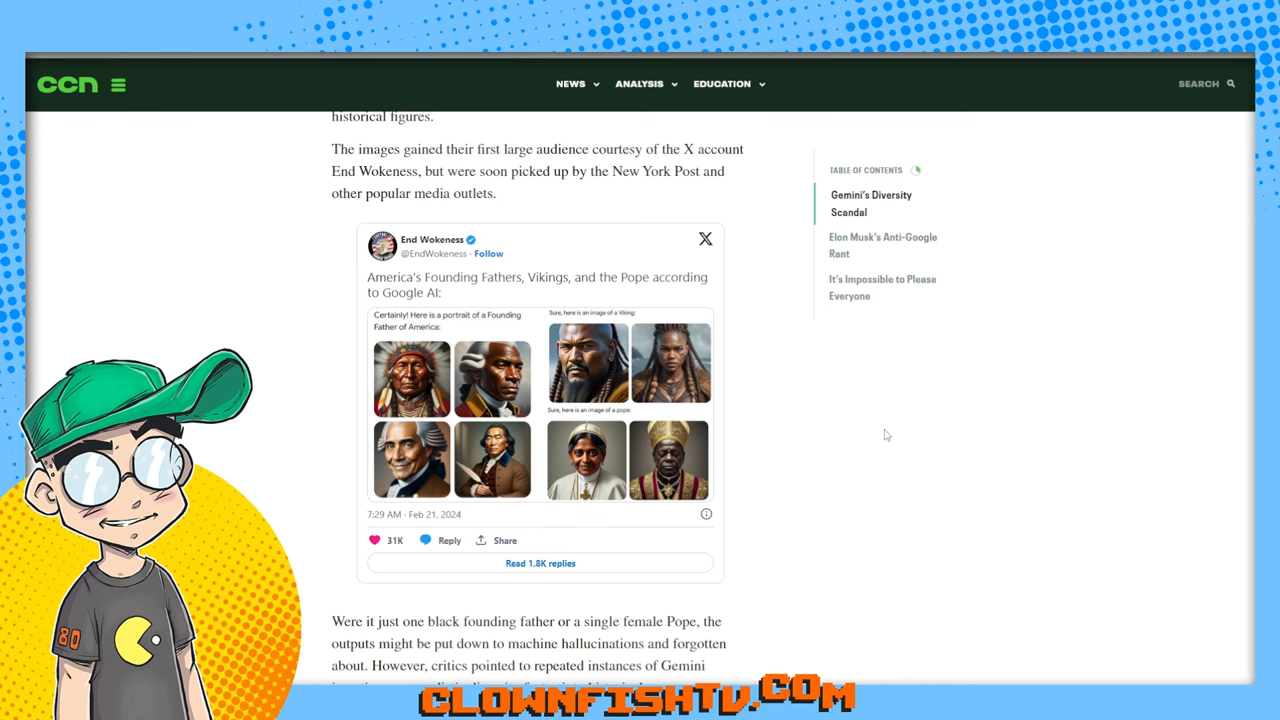 ccn
NEWS
ANALYSIS
EDUCATION
SEARCH
historical figures.
The images gained their first large audience courtesy of the X account
End Wokeness, but were soon picked up by the New York Post and
other popular media outlets.
End Wokeness
@EndWokeness · Follow
America's Founding Fathers, Vikings, and the Pope according
to Google AI:
Certainly! Here is a portrait of a Founding
Father of America:
Sure, here is an image of a Viking:
Sure, here is an image of a pope:
7:29 AM · Feb 21, 2024
31K
Reply
Share
Read 1.8K replies
Were it just one black founding father or a single female Pope, the
outputs might be put down to machine hallucinations and forgotten
about. However, critics pointed to repeated instances of Gemini
TABLE OF CONTENTS
Gemini's Diversity
Scandal
Elon Musk's Anti-Google
Rant
It's Impossible to Please
Everyone
80
CLOWNFISHTV.COM